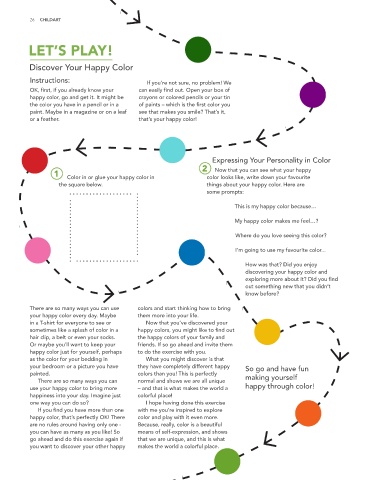 26 CHILDART
LET'S PLAY!
Discover Your Happy Color
Instructions:
OK, first, if you already know your
happy color, go and get it. It might be
the color you have in a pencil or in a
paint. Maybe in a magazine or on a leaf
or a feather.
If you're not sure, no problem! We
can easily find out. Open your box of
crayons or colored pencils or your tin
of paints – which is the first color you
see that makes you smile? That's it,
that's your happy color!
1 Color in or glue your happy color in
the square below.
Expressing Your Personality in Color
2 Now that you can see what your happy
color looks like, write down your favourite
things about your happy color. Here are
some prompts:
This is my happy color because…
My happy color makes me feel…?
Where do you love seeing this color?
I'm going to use my favourite color…
How was that? Did you enjoy
discovering your happy color and
exploring more about it? Did you find
out something new that you didn't
know before?
There are so many ways you can use
your happy color every day. Maybe
in a T-shirt for everyone to see or
sometimes like a splash of color in a
hair clip, a belt or even your socks.
Or maybe you'll want to keep your
happy color just for yourself, perhaps
as the color for your bedding in
your bedroom or a picture you have
painted.
There are so many ways you can
use your happy color to bring more
happiness into your day. Imagine just
one way you can do so?
If you find you have more than one
happy color, that's perfectly OK! There
are no rules around having only one -
you can have as many as you like! So
go ahead and do this exercise again if
you want to discover your other happy
colors and start thinking how to bring
them more into your life.
Now that you've discovered your
happy colors, you might like to find out
the happy colors of your family and
friends. If so go ahead and invite them
to do the exercise with you.
What you might discover is that
they have completely different happy
colors than you! This is perfectly
normal and shows we are all unique
– and that is what makes the world a
colorful place!
I hope having done this exercise
with me you're inspired to explore
color and play with it even more.
Because, really, color is a beautiful
means of self-expression, and shows
that we are unique, and this is what
makes the world a colorful place.
So go and have fun
making yourself
happy through color!